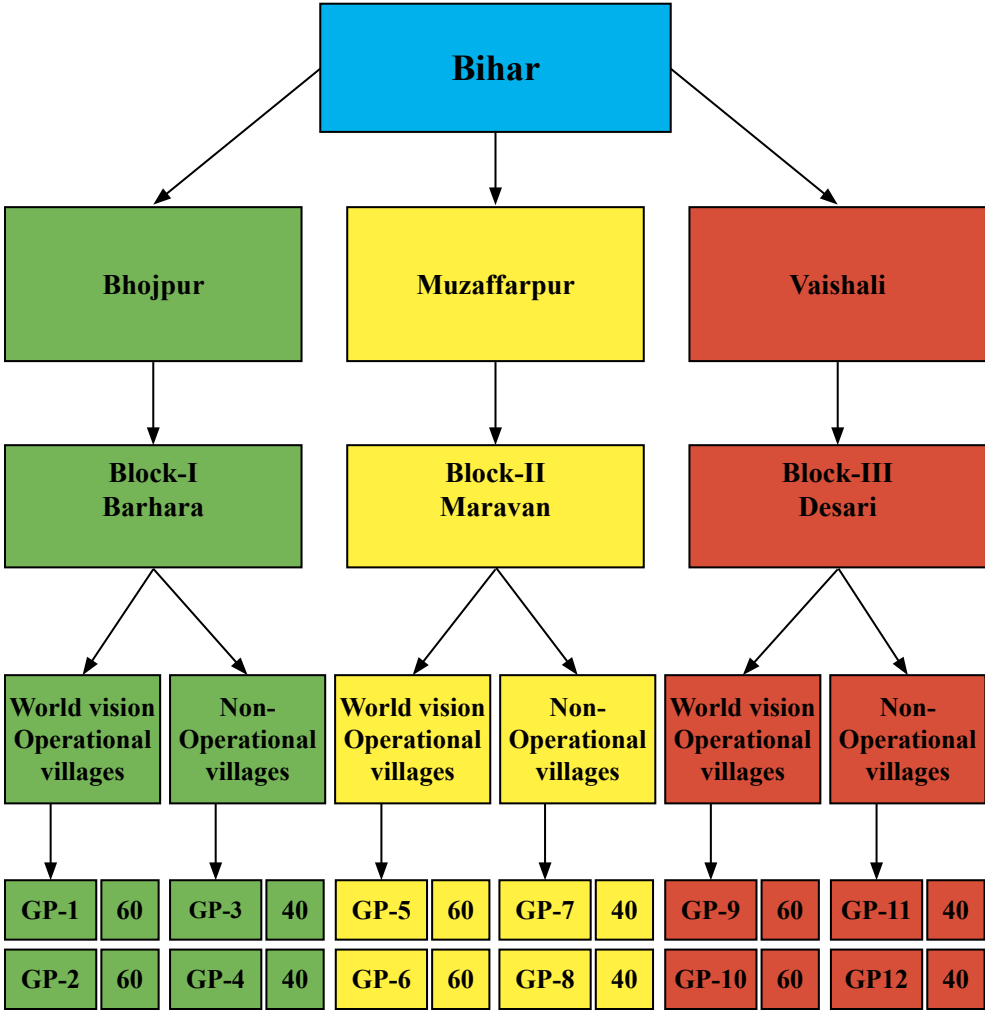 Bihar
Bhojpur
Muzaffarpur
Vaishali
Block-I
Barhara
Block-II
Maravan
Block-III
Desari
World vision
Operational
villages
Non-
Operational
villages
World vision
Operational
villages
Non-
Operational
villages
World vision
Operational
villages
Non-
Operational
villages
GP-1 60 GP-3 40 GP-5 60 GP-7 40 GP-9 60 GP-11 40
GP-2 60 GP-4 40 GP-6 60 GP-8 40 GP-10 60 GP12 40